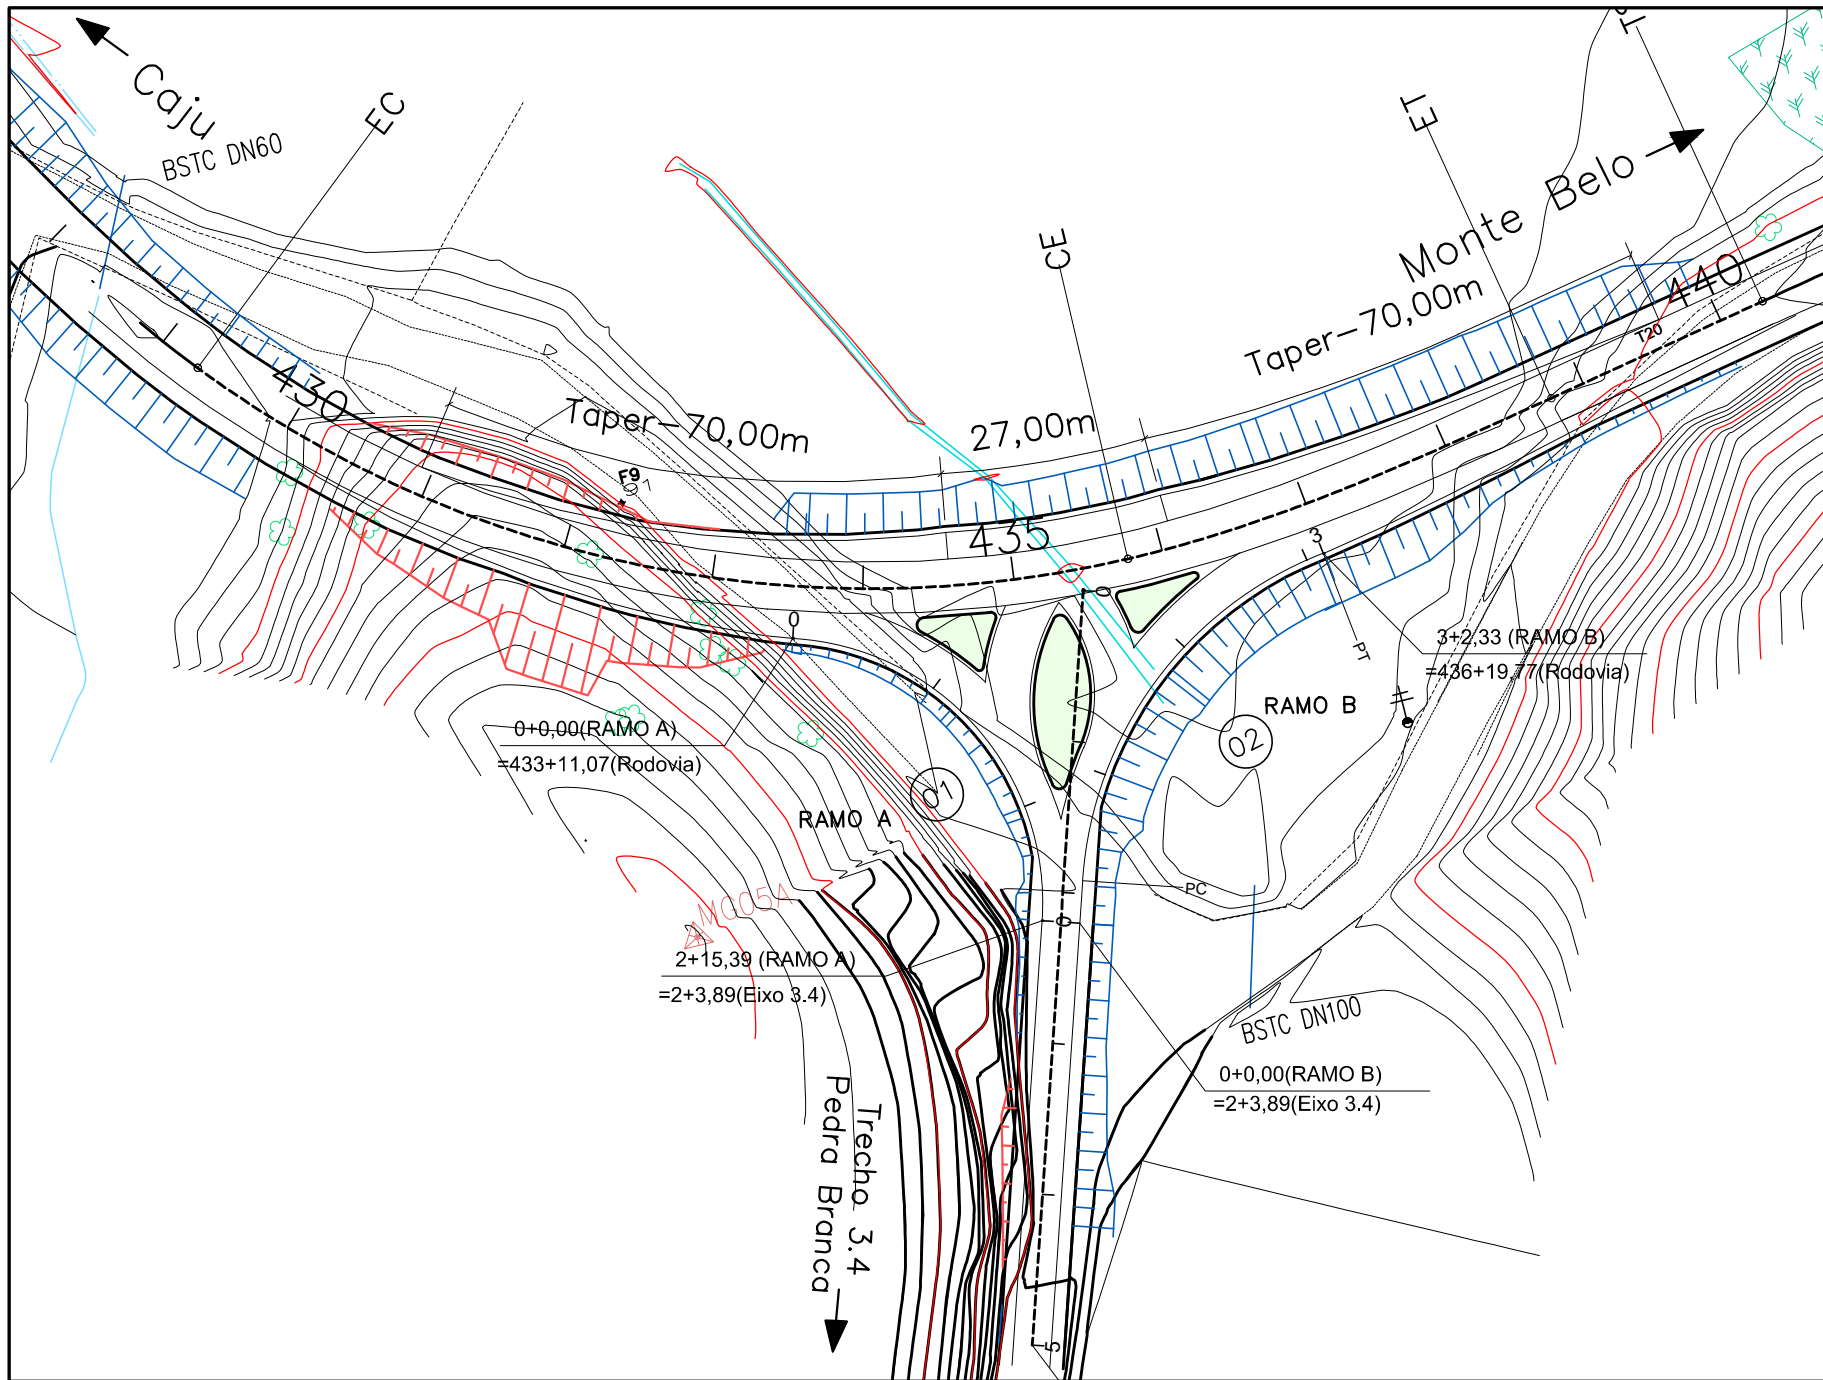 Caju
BSTC DN60
EC
ET
Monte Belo
CE
440
Taper-70,00m
T20
430
Taper-70,00m
27,00m
F9
435
3
0
0
3+2,33 (RAMO B)
=436+19,77(Rodovia)
PT
RAMO B
02
0+0,00(RAMO A)
=433+11,07(Rodovia)
01
RAMO A
PC
MG05A
0
2+15,39 (RAMO A)
=2+3,89(Eixo 3.4)
BSTC DN100
0+0,00(RAMO B)
=2+3,89(Eixo 3.4)
Trecho 3.4
Pedra Branca
5